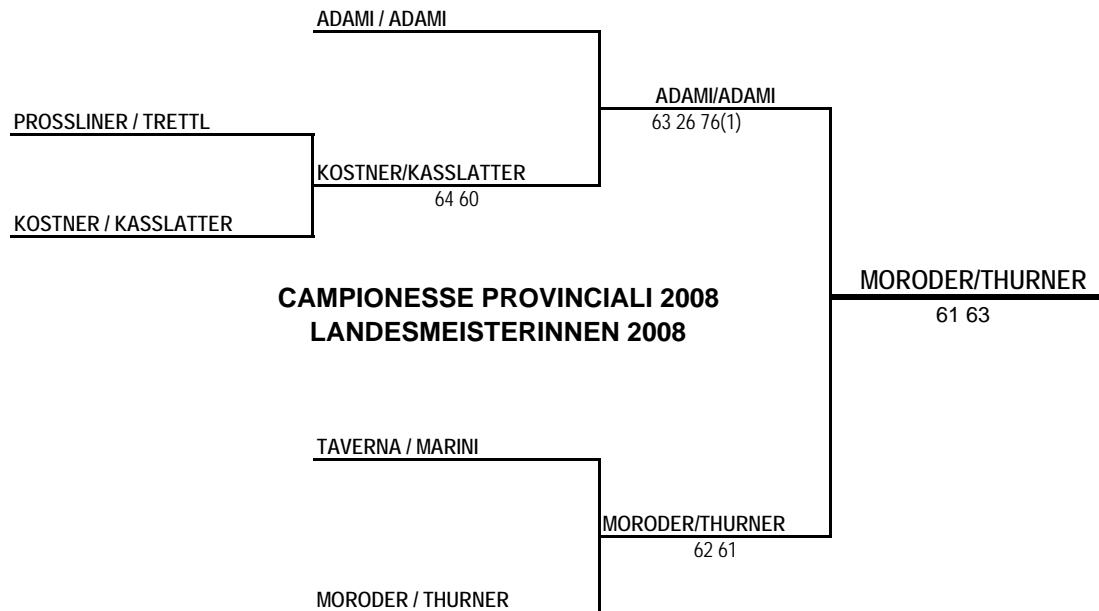 ADAMI / ADAMI
ADAMI/ADAMI
63 26 76(1)
PROSSLINER / TRETTL
KOSTNER/KASSLATTER
64 60
KOSTNER / KASSLATTER
MORODER/THURNER
61 63
CAMPIONESSE PROVINCIALI 2008
LANDESMEISTERINNEN 2008
TAVERNA / MARINI
MORODER/THURNER
62 61
MORODER / THURNER